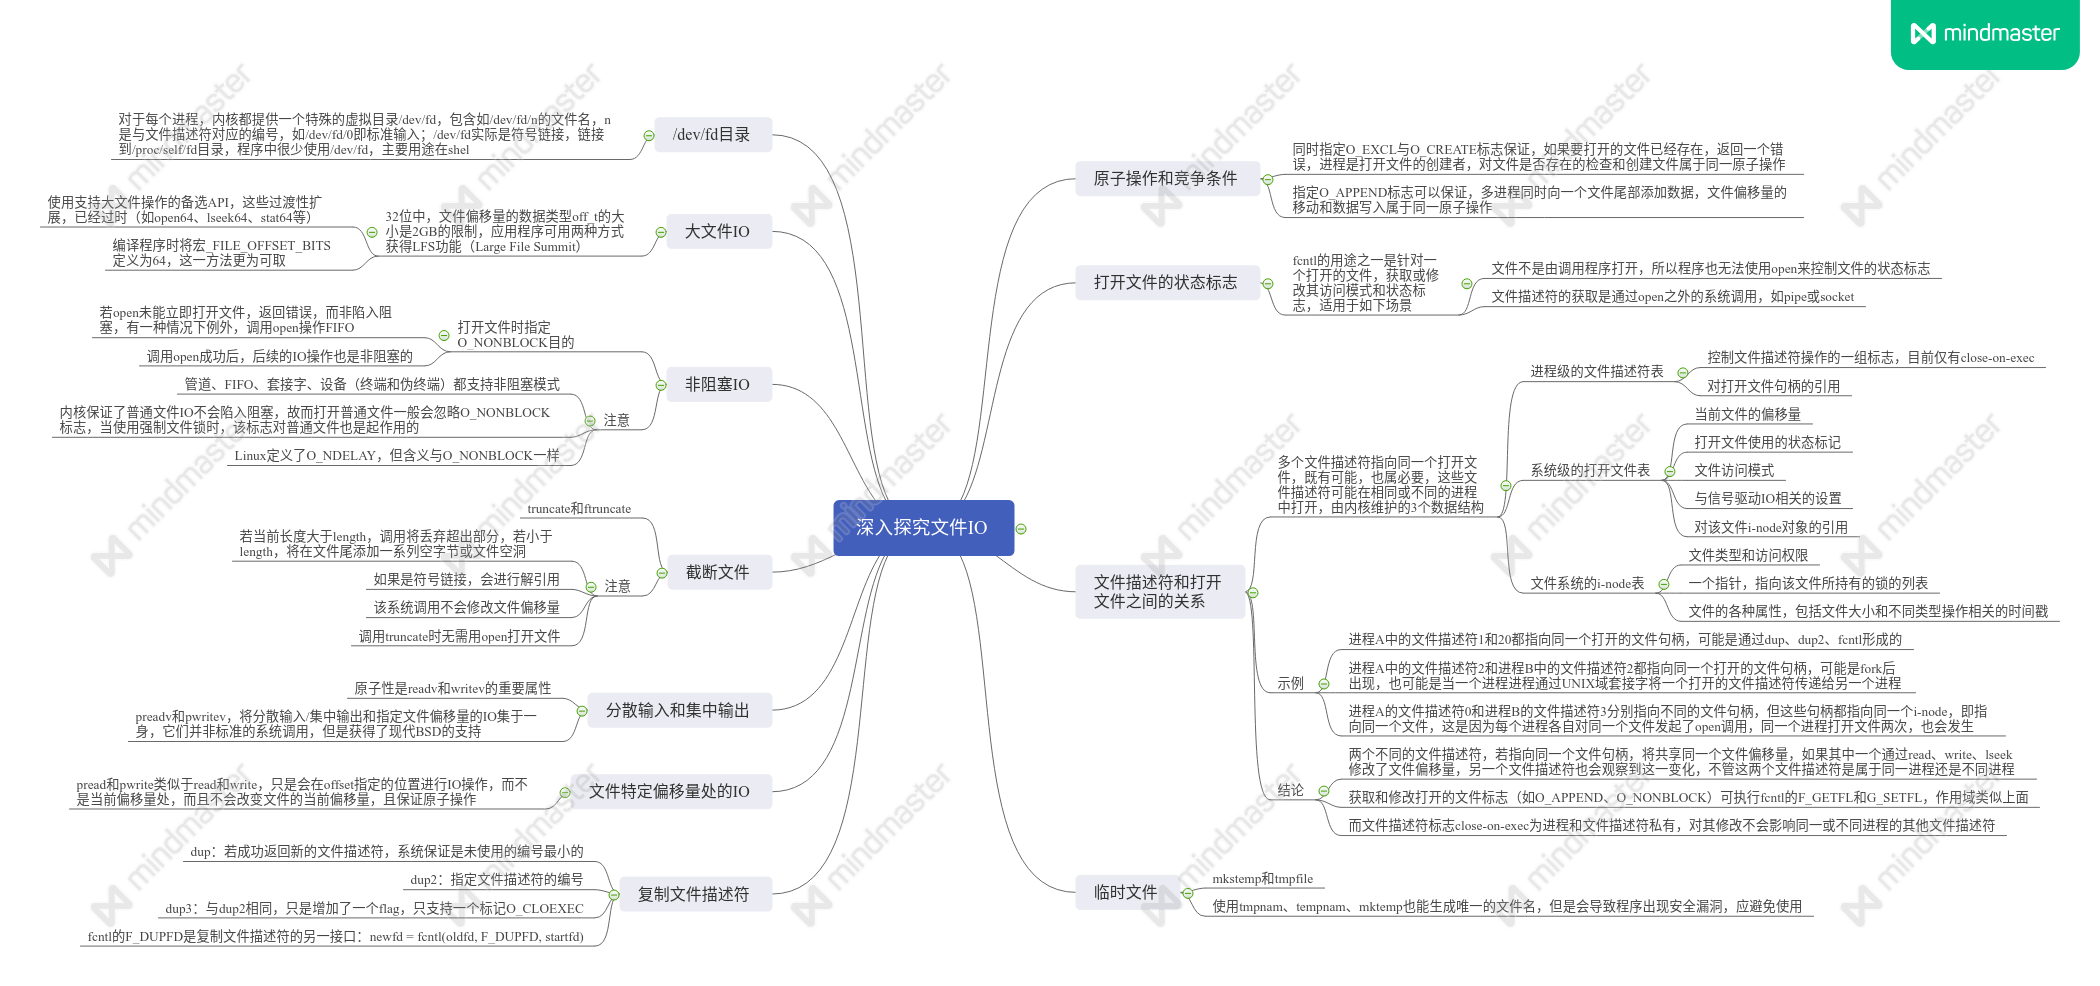 mindmaster
深入探究文件IO
原子操作和竞争条件
同时指定O_EXCL与O_CREATE标志保证，如果要打开的文件已经存在，返回一个错
误，进程是打开文件的创建者，对文件是否存在的检查和创建文件属于同一原子操作
指定O_APPEND标志可以保证，多进程同时向一个文件尾部添加数据，文件偏移量的
移动和数据写入属于同一原子操作
打开文件的状态标志
fcntl的用途之一是针对一
个打开的文件，获取或修
改其访问模式和状态标
志，适用于如下场景
文件不是由调用程序打开，所以程序也无法使用open来控制文件的状态标志
文件描述符的获取是通过open之外的系统调用，如pipe或socket
文件描述符和打开
文件之间的关系
多个文件描述符指向同一个打开文
件，既有可能，也属必要，这些文
件描述符可能在相同或不同的进程
中打开，由内核维护的3个数据结构
进程级的文件描述符表
控制文件描述符操作的一组标志，目前仅有close-on-exec
对打开文件句柄的引用
系统级的打开文件表
当前文件的偏移量
打开文件使用的状态标记
文件访问模式
与信号驱动IO相关的设置
对该文件i-node对象的引用
文件系统的i-node表
文件类型和访问权限
一个指针，指向该文件所持有的锁的列表
文件的各种属性，包括文件大小和不同类型操作相关的时间戳
示例
进程A中的文件描述符1和20都指向同一个打开的文件句柄，可能是通过dup、dup2、fcntl形成的
进程A中的文件描述符2和进程B中的文件描述符2都指向同一个打开的文件句柄，可能是fork后
出现，也可能是当一个进程进程通过UNIX域套接字将一个打开的文件描述符传递给另一个进程
进程A的文件描述符0和进程B的文件描述符3分别指向不同的文件句柄，但这些句柄都指向同一个i-node，即指
向同一个文件，这是因为每个进程各自对同一个文件发起了open调用，同一个进程打开文件两次，也会发生
结论
两个不同的文件描述符，若指向同一个文件句柄，将共享同一个文件偏移量，如果其中一个通过read、write、lseek
修改了文件偏移量，另一个文件描述符也会观察到这一变化，不管这两个文件描述符是属于同一进程还是不同进程
获取和修改打开的文件标志（如O_APPEND、O_NONBLOCK）可执行fcntl的F_GETFL和G_SETFL，作用域类似上面
而文件描述符标志close-on-exec为进程和文件描述符私有，对其修改不会影响同一或不同进程的其他文件描述符
临时文件
mkstemp和tmpfile
使用tmpnam、tempnam、mktemp也能生成唯一的文件名，但是会导致程序出现安全漏洞，应避免使用
/dev/fd目录
对于每个进程，内核都提供一个特殊的虚拟目录/dev/fd，包含如/dev/fd/n的文件名，n
是与文件描述符对应的编号，如/dev/fd/0即标准输入；/dev/fd实际是符号链接，链接
到/proc/self/fd目录，程序中很少使用/dev/fd，主要用途在shel
大文件IO
32位中，文件偏移量的数据类型off_t的大
小是2GB的限制，应用程序可用两种方式
获得LFS功能（Large File Summit）
使用支持大文件操作的备选API，这些过渡性扩
展，已经过时（如open64、lseek64、stat64等）
编译程序时将宏_FILE_OFFSET_BITS
定义为64，这一方法更为可取
非阻塞IO
打开文件时指定
O_NONBLOCK目的
若open未能立即打开文件，返回错误，而非陷入阻
塞，有一种情况下例外，调用open操作FIFO
调用open成功后，后续的IO操作也是非阻塞的
注意
管道、FIFO、套接字、设备（终端和伪终端）都支持非阻塞模式
内核保证了普通文件IO不会陷入阻塞，故而打开普通文件一般会忽略O_NONBLOCK
标志，当使用强制文件锁时，该标志对普通文件也是起作用的
Linux定义了O_NDELAY，但含义与O_NONBLOCK一样
截断文件
truncate和ftruncate
注意
若当前长度大于length，调用将丢弃超出部分，若小于
length，将在文件尾添加一系列空字节或文件空洞
如果是符号链接，会进行解引用
该系统调用不会修改文件偏移量
调用truncate时无需用open打开文件
分散输入和集中输出
原子性是readv和writev的重要属性
preadv和pwritev，将分散输入/集中输出和指定文件偏移量的IO集于一
身，它们并非标准的系统调用，但是获得了现代BSD的支持
文件特定偏移量处的IO
pread和pwrite类似于read和write，只是会在offset指定的位置进行IO操作，而不
是当前偏移量处，而且不会改变文件的当前偏移量，且保证原子操作
复制文件描述符
dup：若成功返回新的文件描述符，系统保证是未使用的编号最小的
dup2：指定文件描述符的编号
dup3：与dup2相同，只是增加了一个flag，只支持一个标记O_CLOEXEC
fcntl的F_DUPFD是复制文件描述符的另一接口：newfd = fcntl(oldfd, F_DUPFD, startfd)